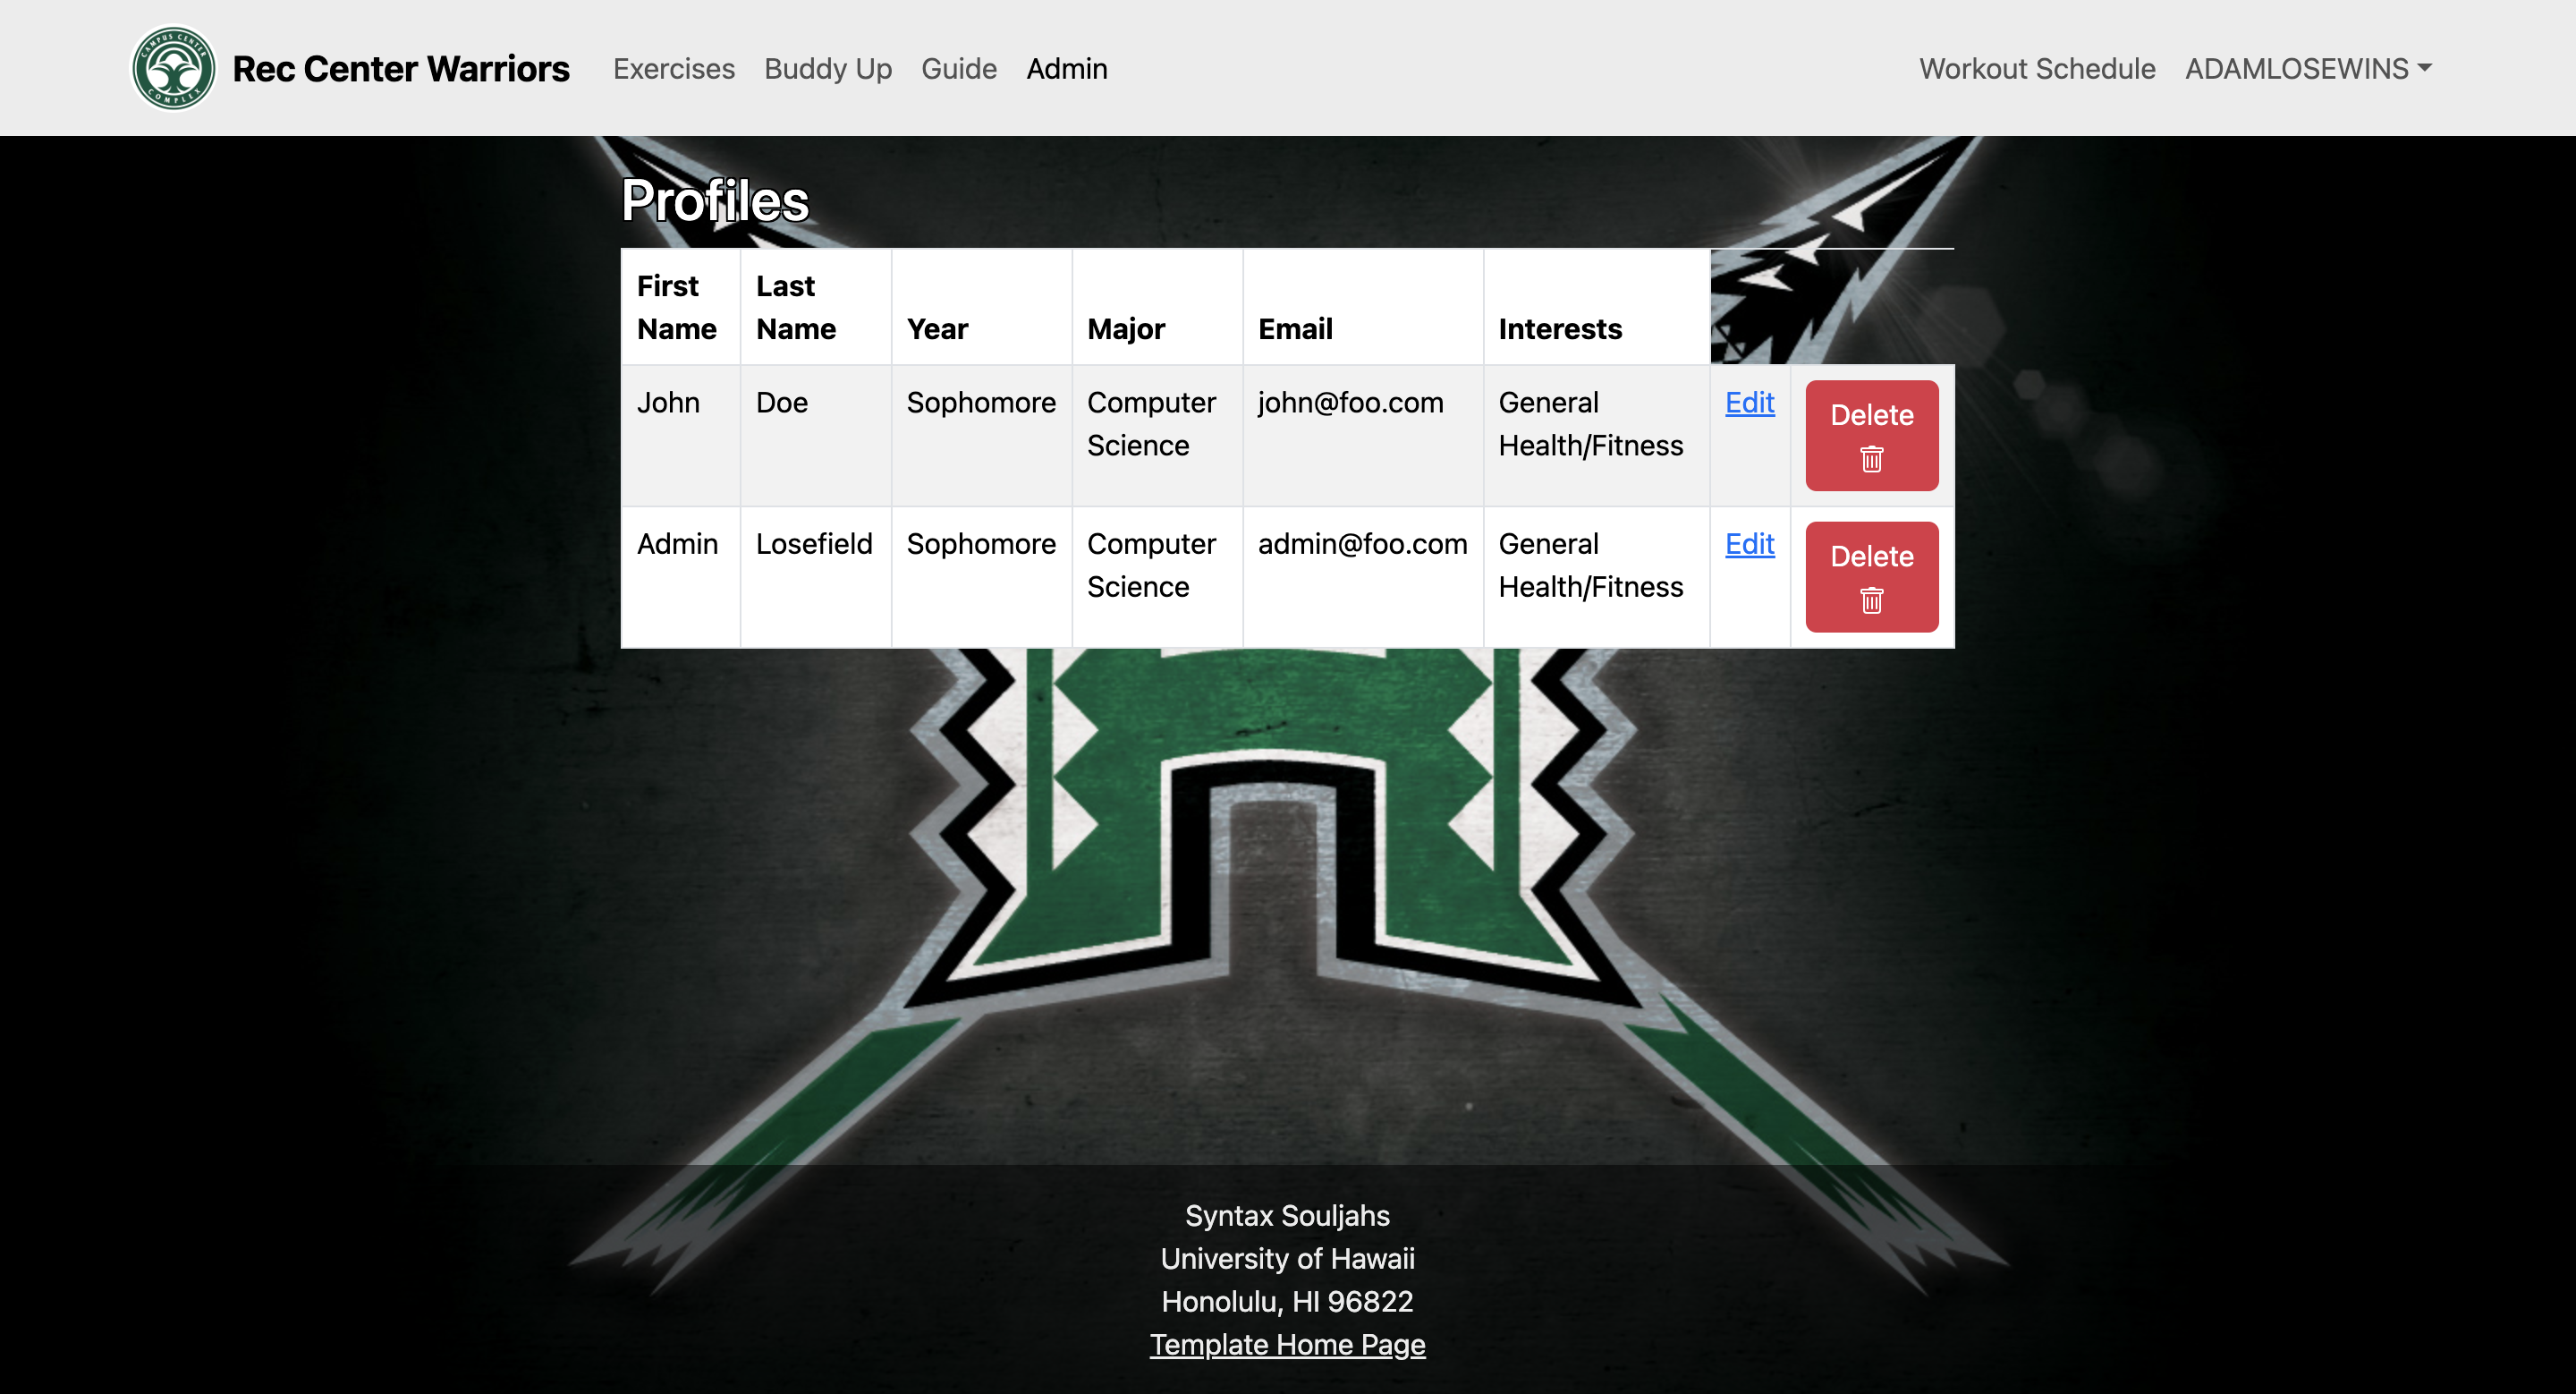 CAMPUS CENTER
COMPLEX
Rec Center Warriors Exercises Buddy Up Guide Admin Workout Schedule ADAMLOSEWINS
Profiles
First Name Last Name Year Major Email Interests
John Doe Sophomore Computer Science john@foo.com General Health/Fitness Edit Delete
Admin Losefield Sophomore Computer Science admin@foo.com General Health/Fitness Edit Delete
Syntax Souljahs
University of Hawaii
Honolulu, HI 96822
Template Home Page